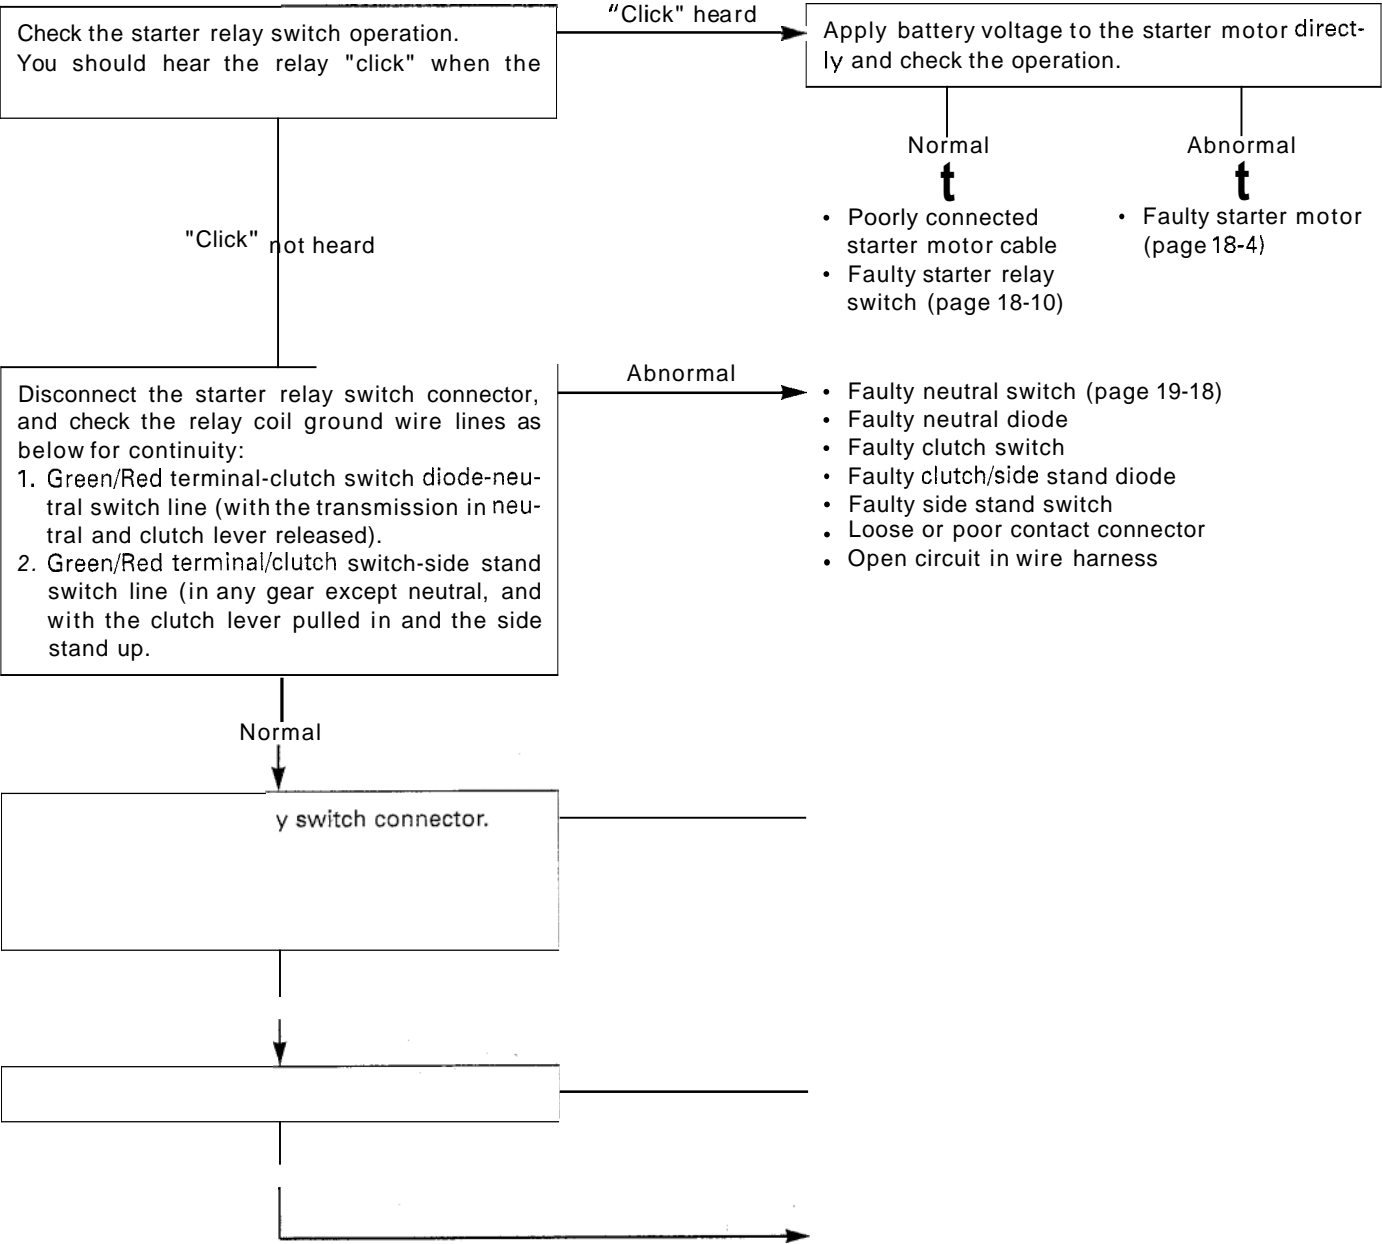 Check the starter relay switch operation.
You should hear the relay "click" when the
"Click" heard
Apply battery voltage to the starter motor direct-
ly and check the operation.
Normal
t
• Poorly connected
starter motor cable
• Faulty starter relay
switch (page 18-10)
Abnormal
t
• Faulty starter motor
(page 18-4)
"Click" not heard
Disconnect the starter relay switch connector,
and check the relay coil ground wire lines as
below for continuity:
1. Green/Red terminal-clutch switch diode-neu-
tral switch line (with the transmission in neu-
tral and clutch lever released).
2. Green/Red terminal/clutch switch-side stand
switch line (in any gear except neutral, and
with the clutch lever pulled in and the side
stand up.
Abnormal
• Faulty neutral switch (page 19-18)
• Faulty neutral diode
• Faulty clutch switch
• Faulty clutch/side stand diode
• Faulty side stand switch
• Loose or poor contact connector
• Open circuit in wire harness
Normal
y switch connector.